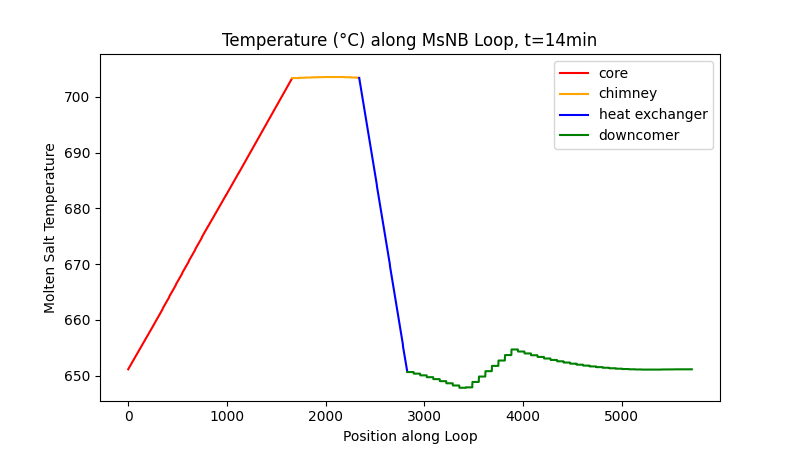 Temperature (°C) along MsNB Loop, t=14min
core
chimney
heat exchanger
downcomer
Molten Salt Temperature
700
690
680
670
660
650
0
1000
2000
3000
4000
5000
Position along Loop